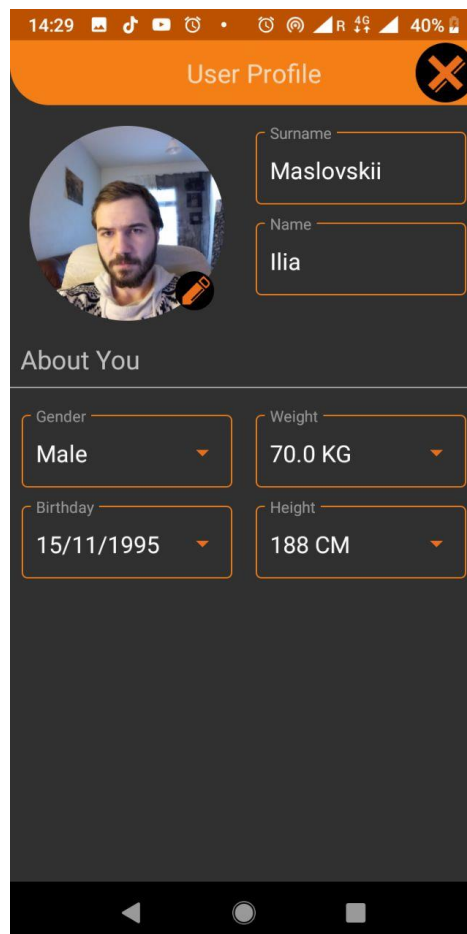 14:29 R 4G 40%
User Profile
Surname
Maslovskii
Name
Ilia
About You
Gender
Male
Weight
70.0 KG
Birthday
15/11/1995
Height
188 CM